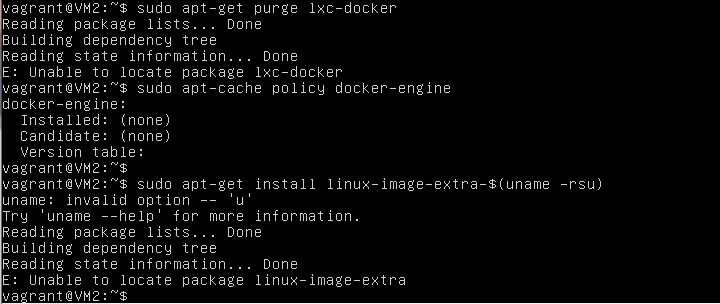 vagrant@VM2:~$ sudo apt-get purge lxc-docker
Reading package lists... Done
Building dependency tree
Reading state information... Done
E: Unable to locate package lxc-docker
vagrant@VM2:~$ sudo apt-cache policy docker-engine
docker-engine:
  Installed: (none)
  Candidate: (none)
  Version table:
vagrant@VM2:~$
vagrant@VM2:~$ sudo apt-get install linux-image-extra-$(uname -rsu)
uname: invalid option -- 'u'
Try 'uname --help' for more information.
Reading package lists... Done
Building dependency tree
Reading state information... Done
E: Unable to locate package linux-image-extra
vagrant@VM2:~$